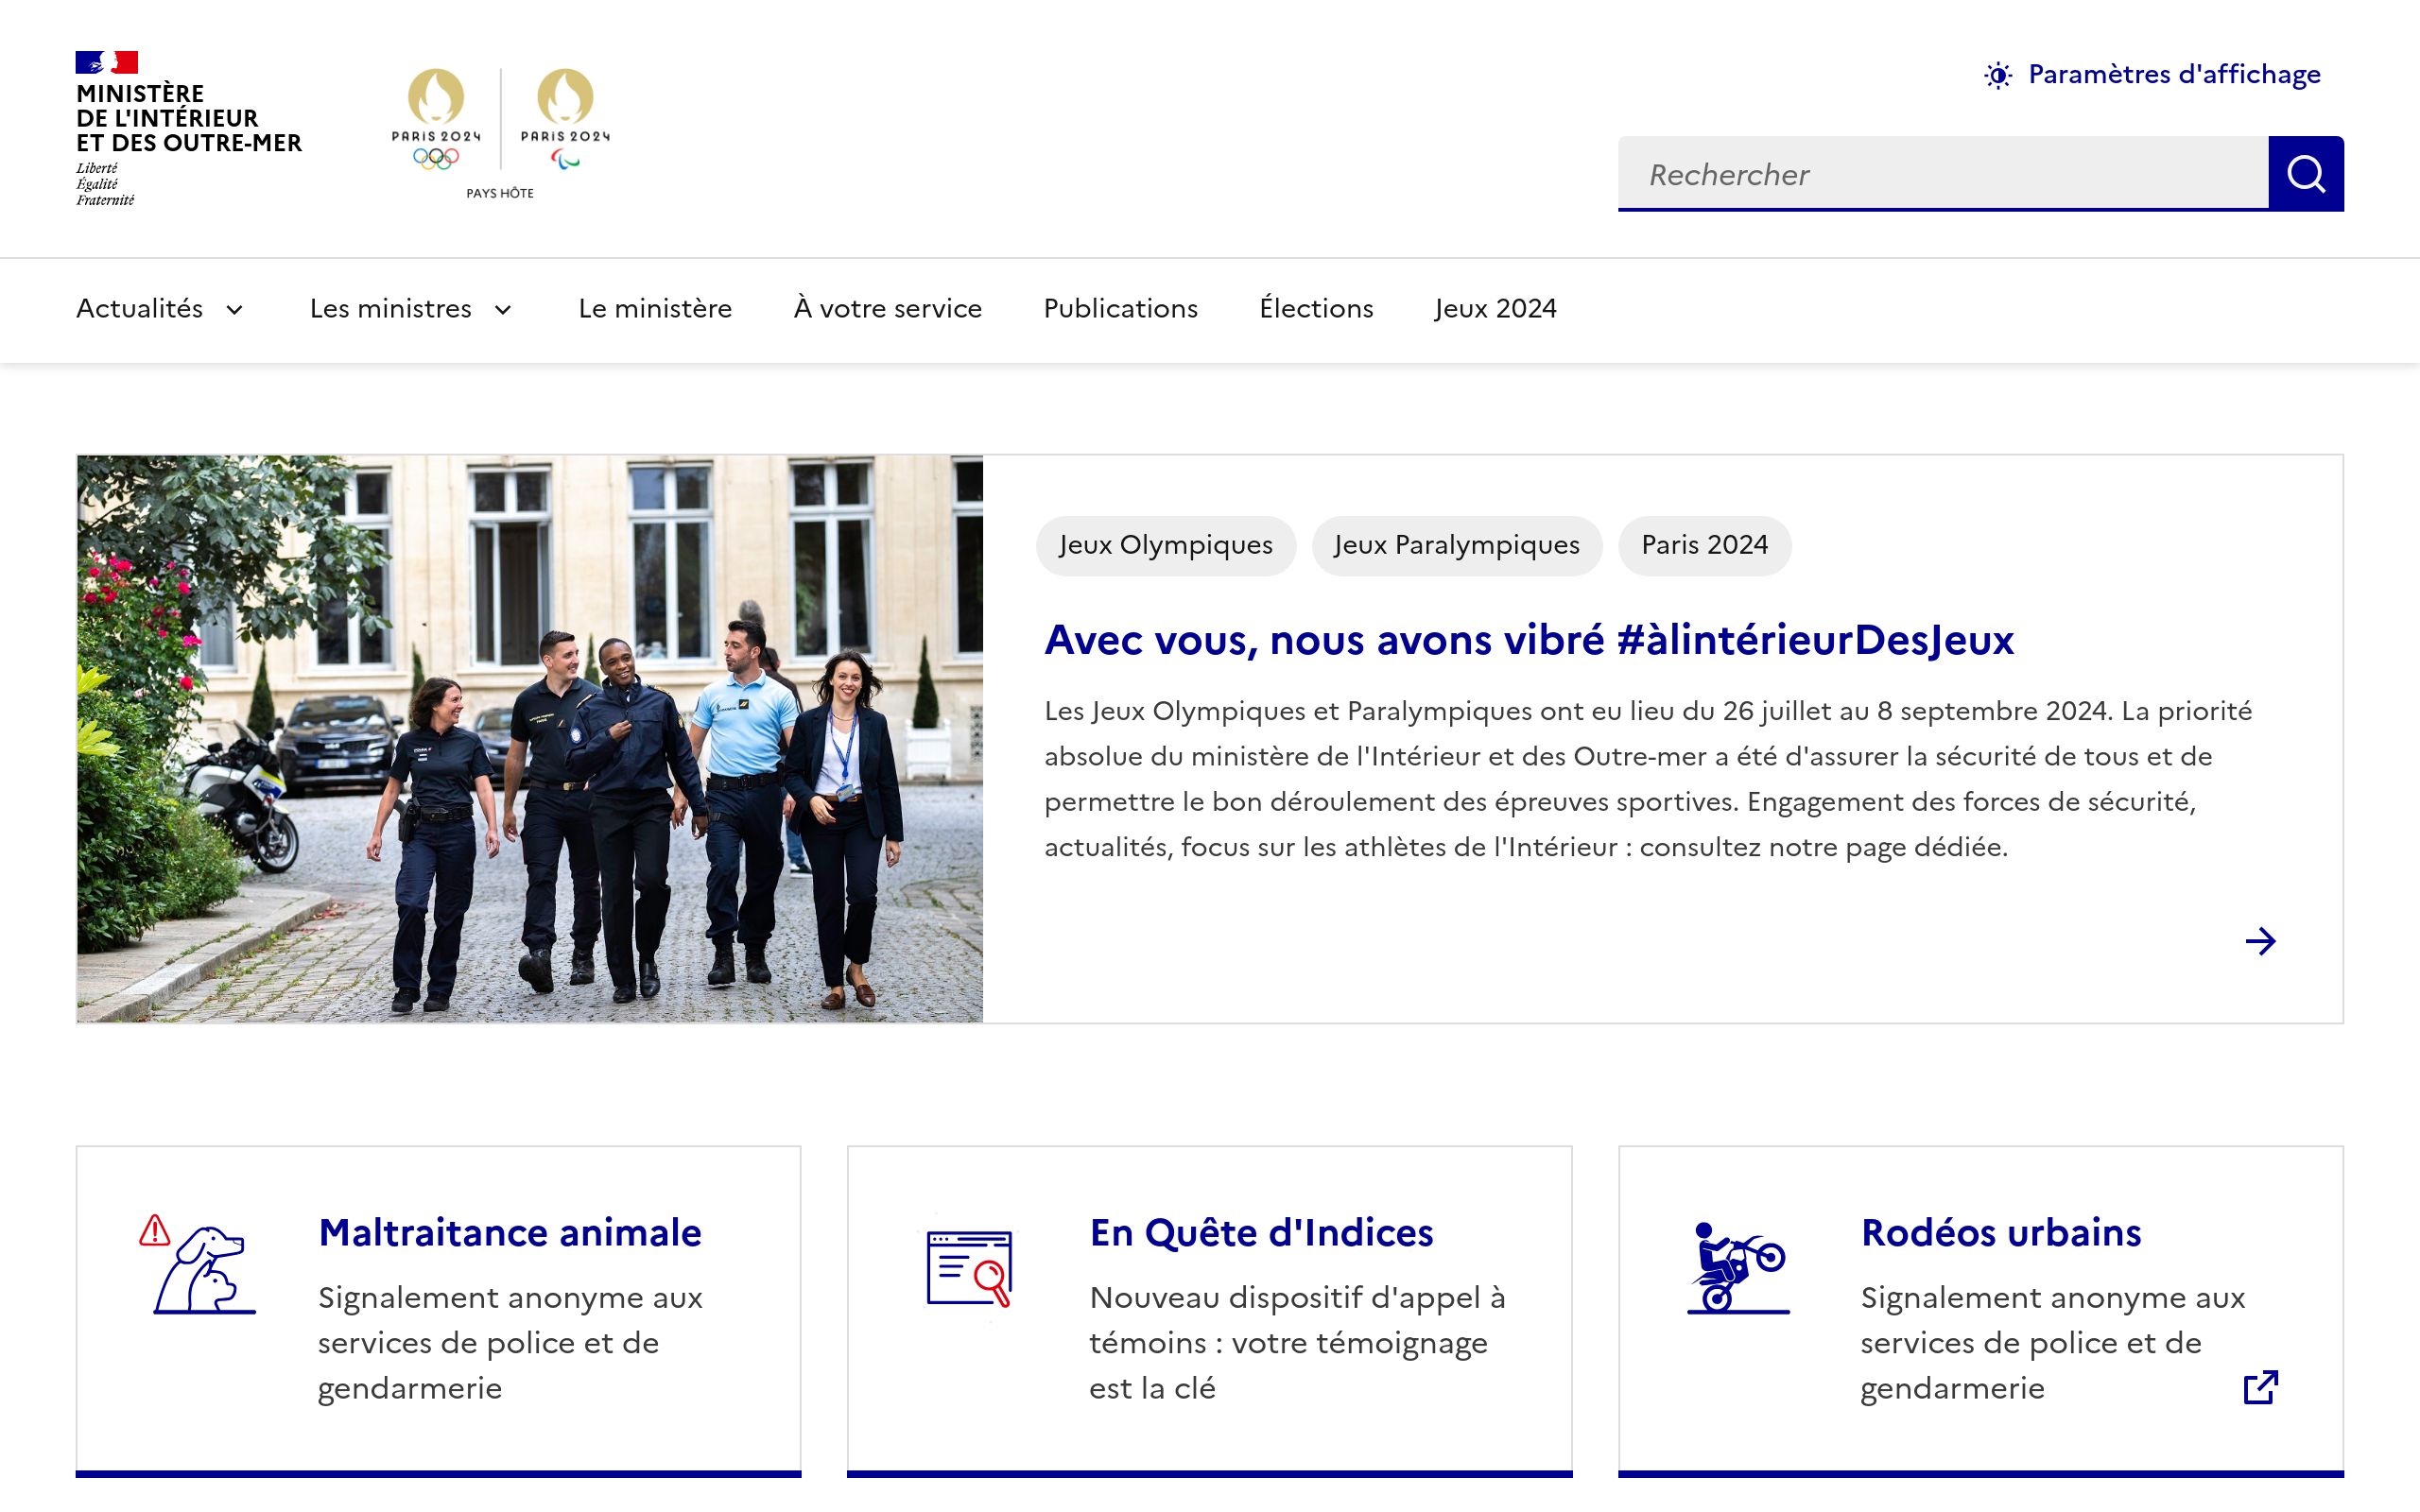 MINISTÈRE
DE L'INTÉRIEUR
ET DES OUTRE-MER
Liberté
Égalité
Fraternité
PARIS 2024 PARIS 2024
PAYS HÔTE
Paramètres d'affichage
Rechercher
Actualités Les ministres Le ministère À votre service Publications Élections Jeux 2024
Jeux Olympiques Jeux Paralympiques Paris 2024
Avec vous, nous avons vibré #àlintérieurDesJeux
Les Jeux Olympiques et Paralympiques ont eu lieu du 26 juillet au 8 septembre 2024. La priorité
absolue du ministère de l'Intérieur et des Outre-mer a été d'assurer la sécurité de tous et de
permettre le bon déroulement des épreuves sportives. Engagement des forces de sécurité,
actualités, focus sur les athlètes de l'Intérieur : consultez notre page dédiée.
Maltraitance animale
Signalement anonyme aux
services de police et de
gendarmerie
En Quête d'Indices
Nouveau dispositif d'appel à
témoins : votre témoignage
est la clé
Rodéos urbains
Signalement anonyme aux
services de police et de
gendarmerie